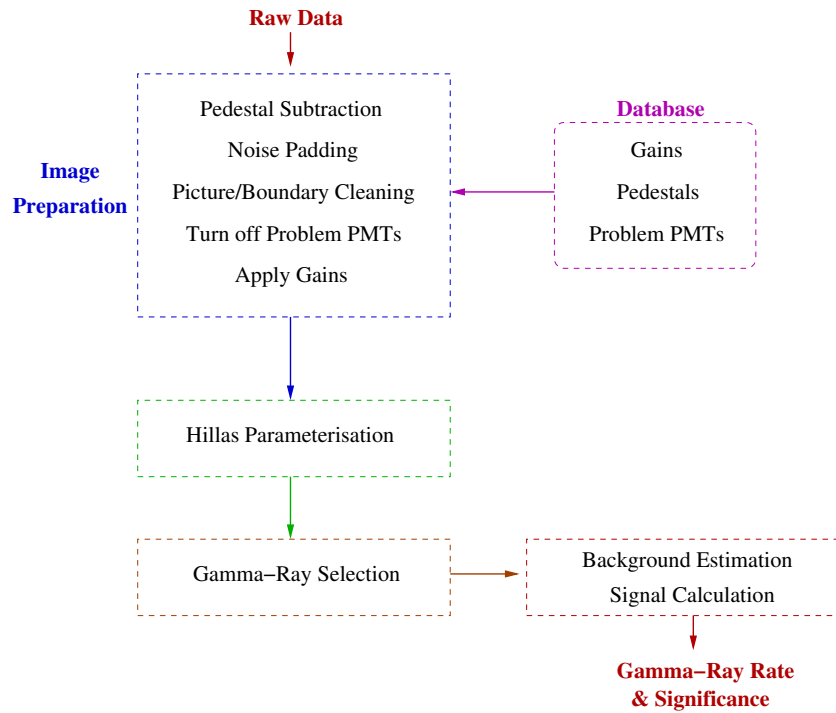 Raw Data
Pedestal Subtraction
Noise Padding
Picture/Boundary Cleaning
Turn off Problem PMTs
Apply Gains
Image
Preparation
Database
Gains
Pedestals
Problem PMTs
Hillas Parameterisation
Gamma−Ray Selection
Background Estimation
Signal Calculation
Gamma−Ray Rate
& Significance